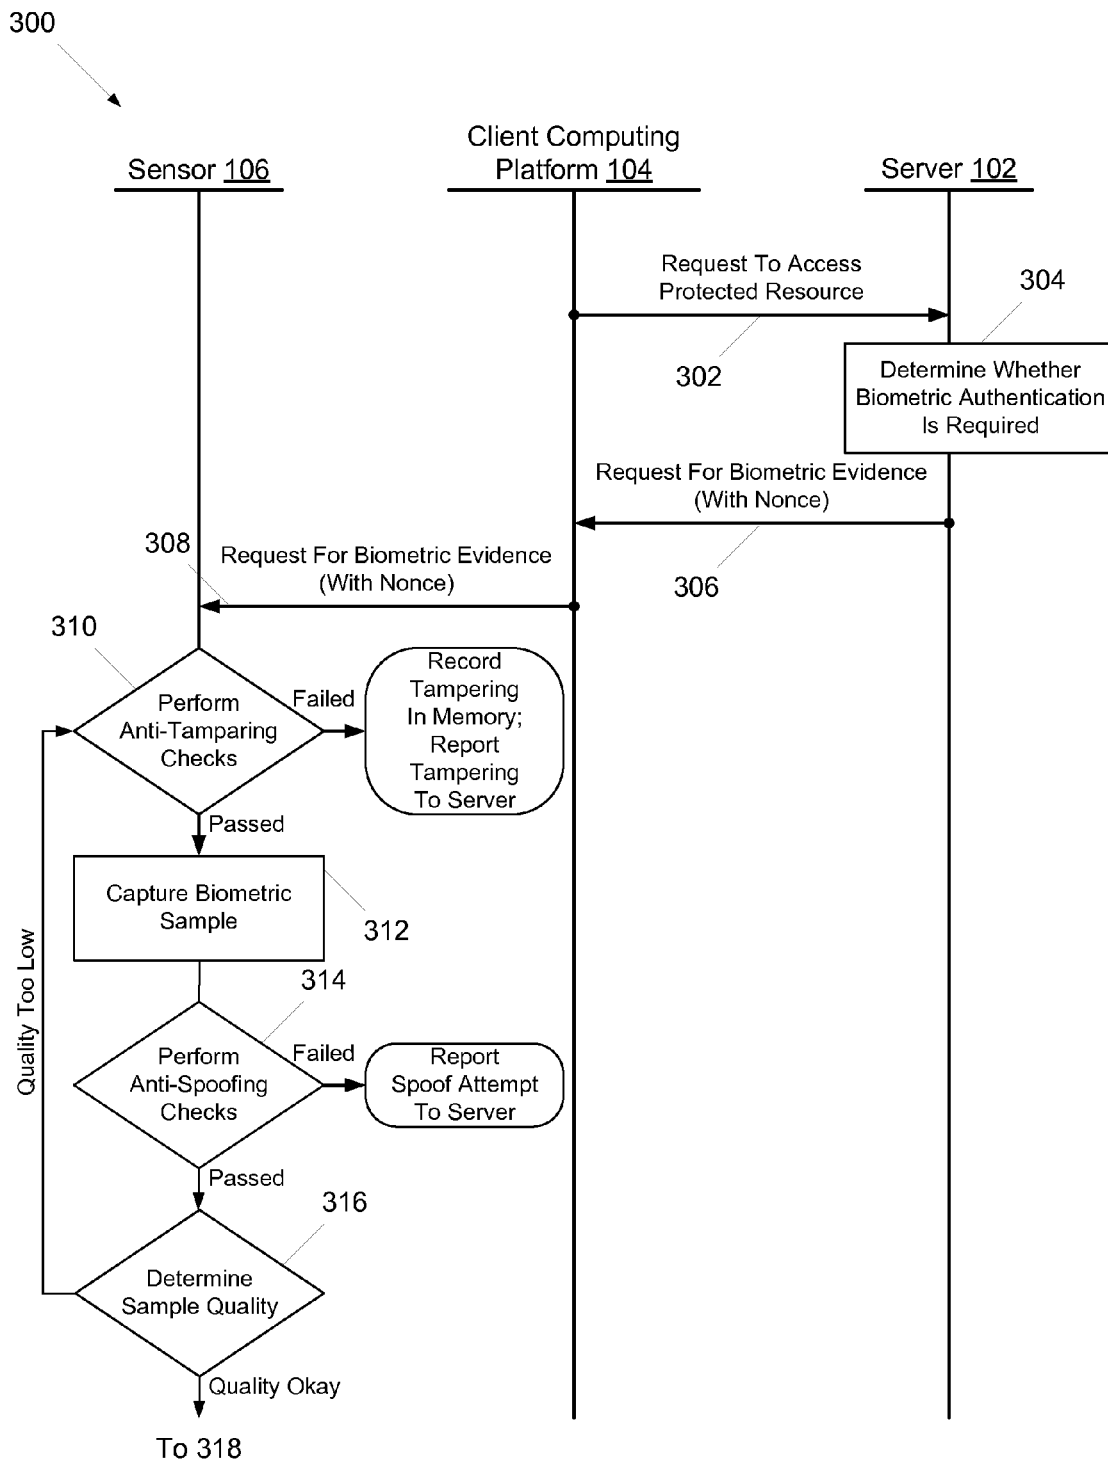 300
Client Computing
Sensor 106
Platform 104
Server 102
Request To Access
Protected Resource
304
302
Determine Whether
Biometric Authentication
Is Required
Request For Biometric Evidence
(With Nonce)
306
308
Request For Biometric Evidence
(With Nonce)
310
Perform
Anti-Tamparing
Checks
Failed
Record
Tampering
In Memory;
Report
Tampering
To Server
Passed
Capture Biometric
Sample
312
Quality Too Low
314
Perform
Anti-Spoofing
Checks
Failed
Report
Spoof Attempt
To Server
Passed
316
Determine
Sample Quality
Quality Okay
To 318